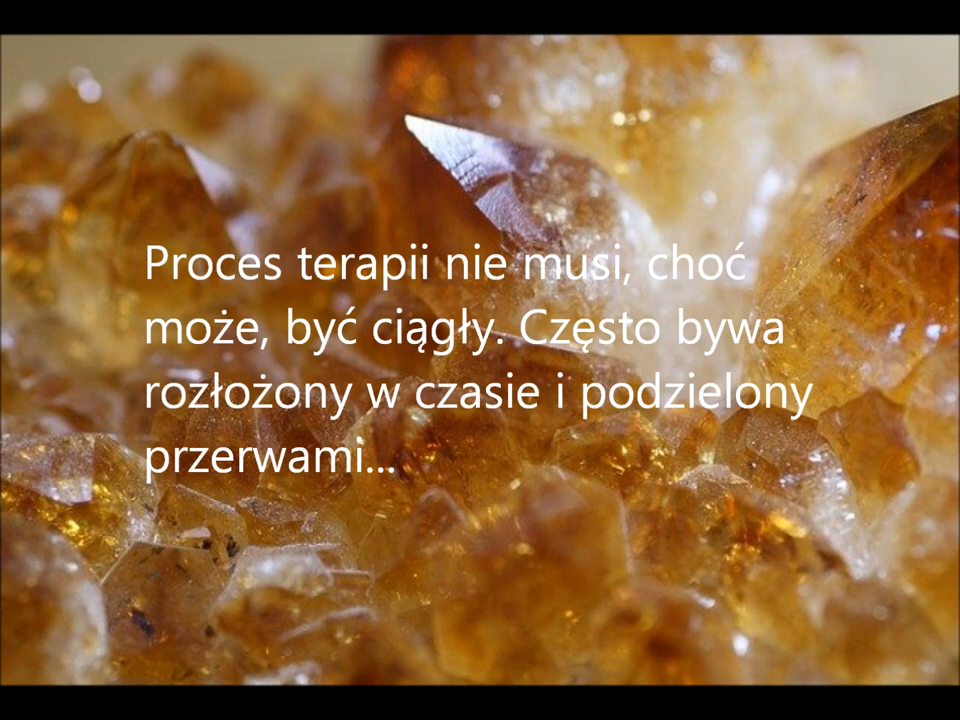 Proces terapii nie musi, choć
może, być ciągły. Często bywa
rozłożony w czasie i podzielony
przerwami...